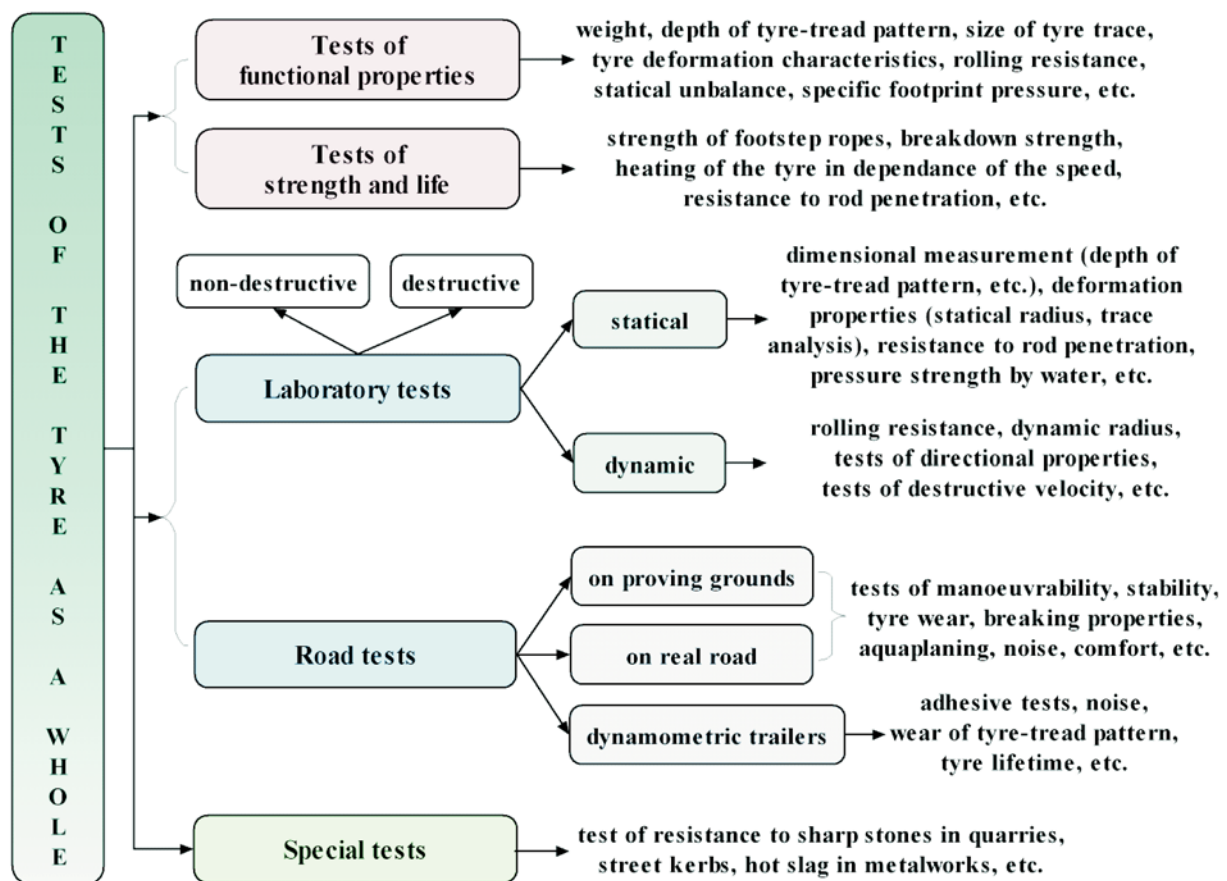 TESTS OF THE TYRE AS A WHOLE
Tests of
functional properties
weight, depth of tyre-tread pattern, size of tyre trace,
tyre deformation characteristics, rolling resistance,
statical unbalance, specific footprint pressure, etc.
Tests of
strength and life
strength of footstep ropes, breakdown strength,
heating of the tyre in dependance of the speed,
resistance to rod penetration, etc.
non-destructive
destructive
Laboratory tests
statical
dimensional measurement (depth of
tyre-tread pattern, etc.), deformation
properties (statical radius, trace
analysis), resistance to rod penetration,
pressure strength by water, etc.
dynamic
rolling resistance, dynamic radius,
tests of directional properties,
tests of destructive velocity, etc.
Road tests
on proving grounds
on real road
tests of manoeuvrability, stability,
tyre wear, breaking properties,
aquaplaning, noise, comfort, etc.
dynamometric trailers
adhesive tests, noise,
wear of tyre-tread pattern,
tyre lifetime, etc.
Special tests
test of resistance to sharp stones in quarries,
street kerbs, hot slag in metalworks, etc.